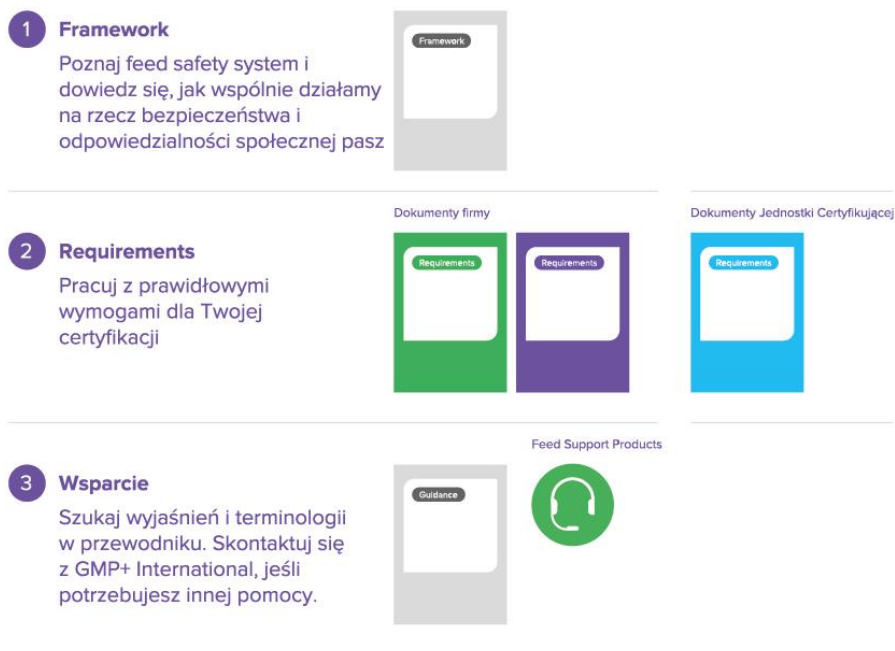 1 Framework
Poznaj feed safety system i
dowiedz się, jak wspólnie działamy
na rzecz bezpieczeństwa i
odpowiedzialności społecznej pasz
Framework
Dokumenty firmy
Dokumenty Jednostki Certyfikującej
2 Requirements
Pracuj z prawidłowymi
wymogami dla Twojej
certyfikacji
Requirements
Requirements
Requirements
Feed Support Products
3 Wsparcie
Szukaj wyjaśnień i terminologii
w przewodniku. Skontaktuj się
z GMP+ International, jeśli
potrzebujesz innej pomocy.
Guidance